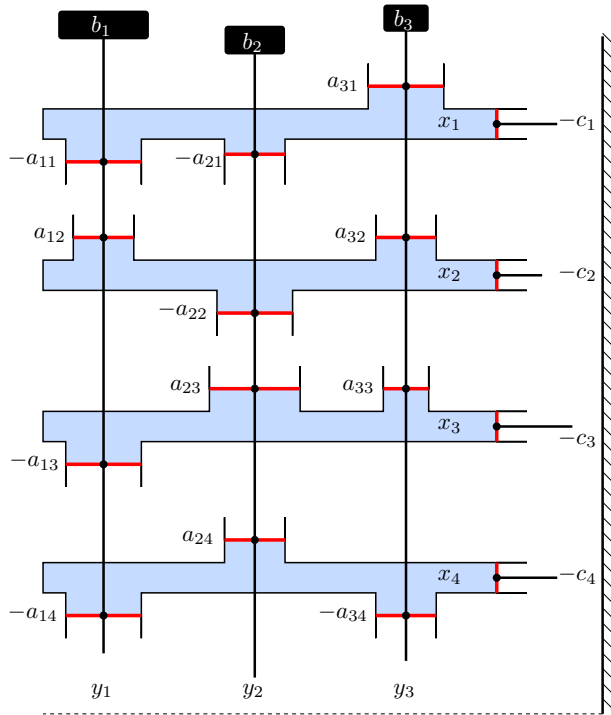 b₁ b₂ b₃
a₃₁
x₁ −c₁
−a₁₁ −a₂₁
a₁₂ a₃₂
x₂ −c₂
−a₂₂
a₂₃ a₃₃
x₃ −c₃
−a₁₃
a₂₄
x₄ −c₄
−a₁₄ −a₃₄
y₁ y₂ y₃